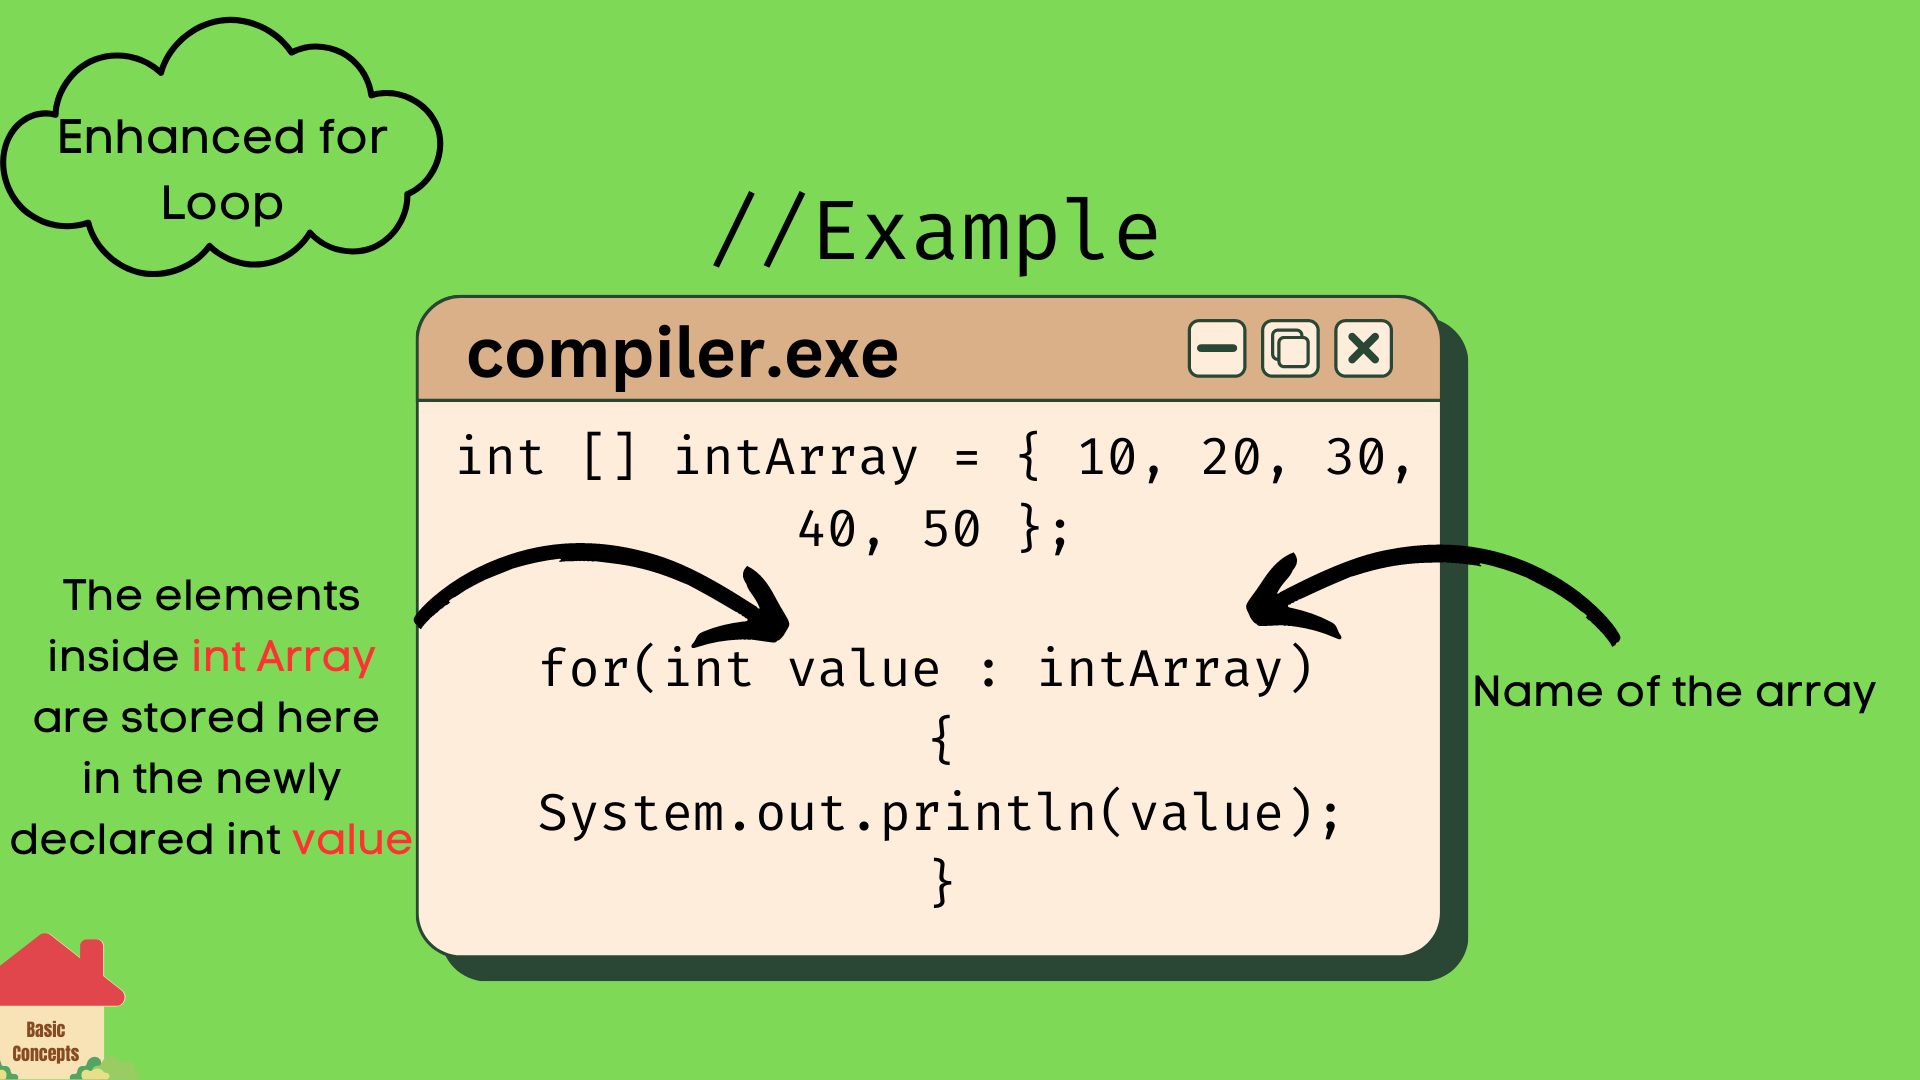 Enhanced for
Loop
//Example
compiler.exe
int [] intArray = { 10, 20, 30,
40, 50 };
for(int value : intArray)
{
System.out.println(value);
}
The elements
inside int Array
are stored here
in the newly
declared int value
Name of the array
Basic
Concepts